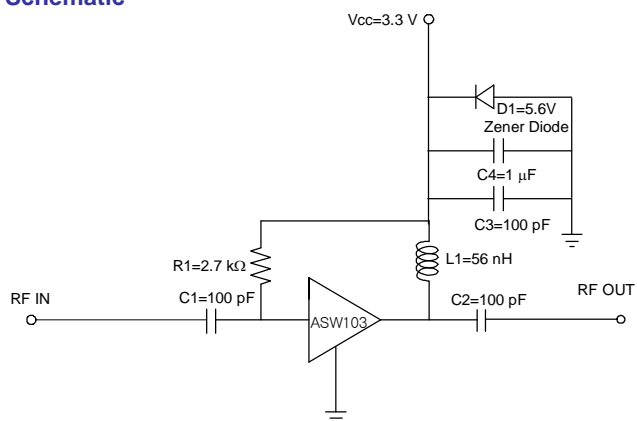 Schematic
Vcc=3.3 V
D1=5.6V
Zener Diode
C4=1 μF
C3=100 pF
R1=2.7 kΩ
L1=56 nH
RF IN
C1=100 pF
ASW103
C2=100 pF
RF OUT